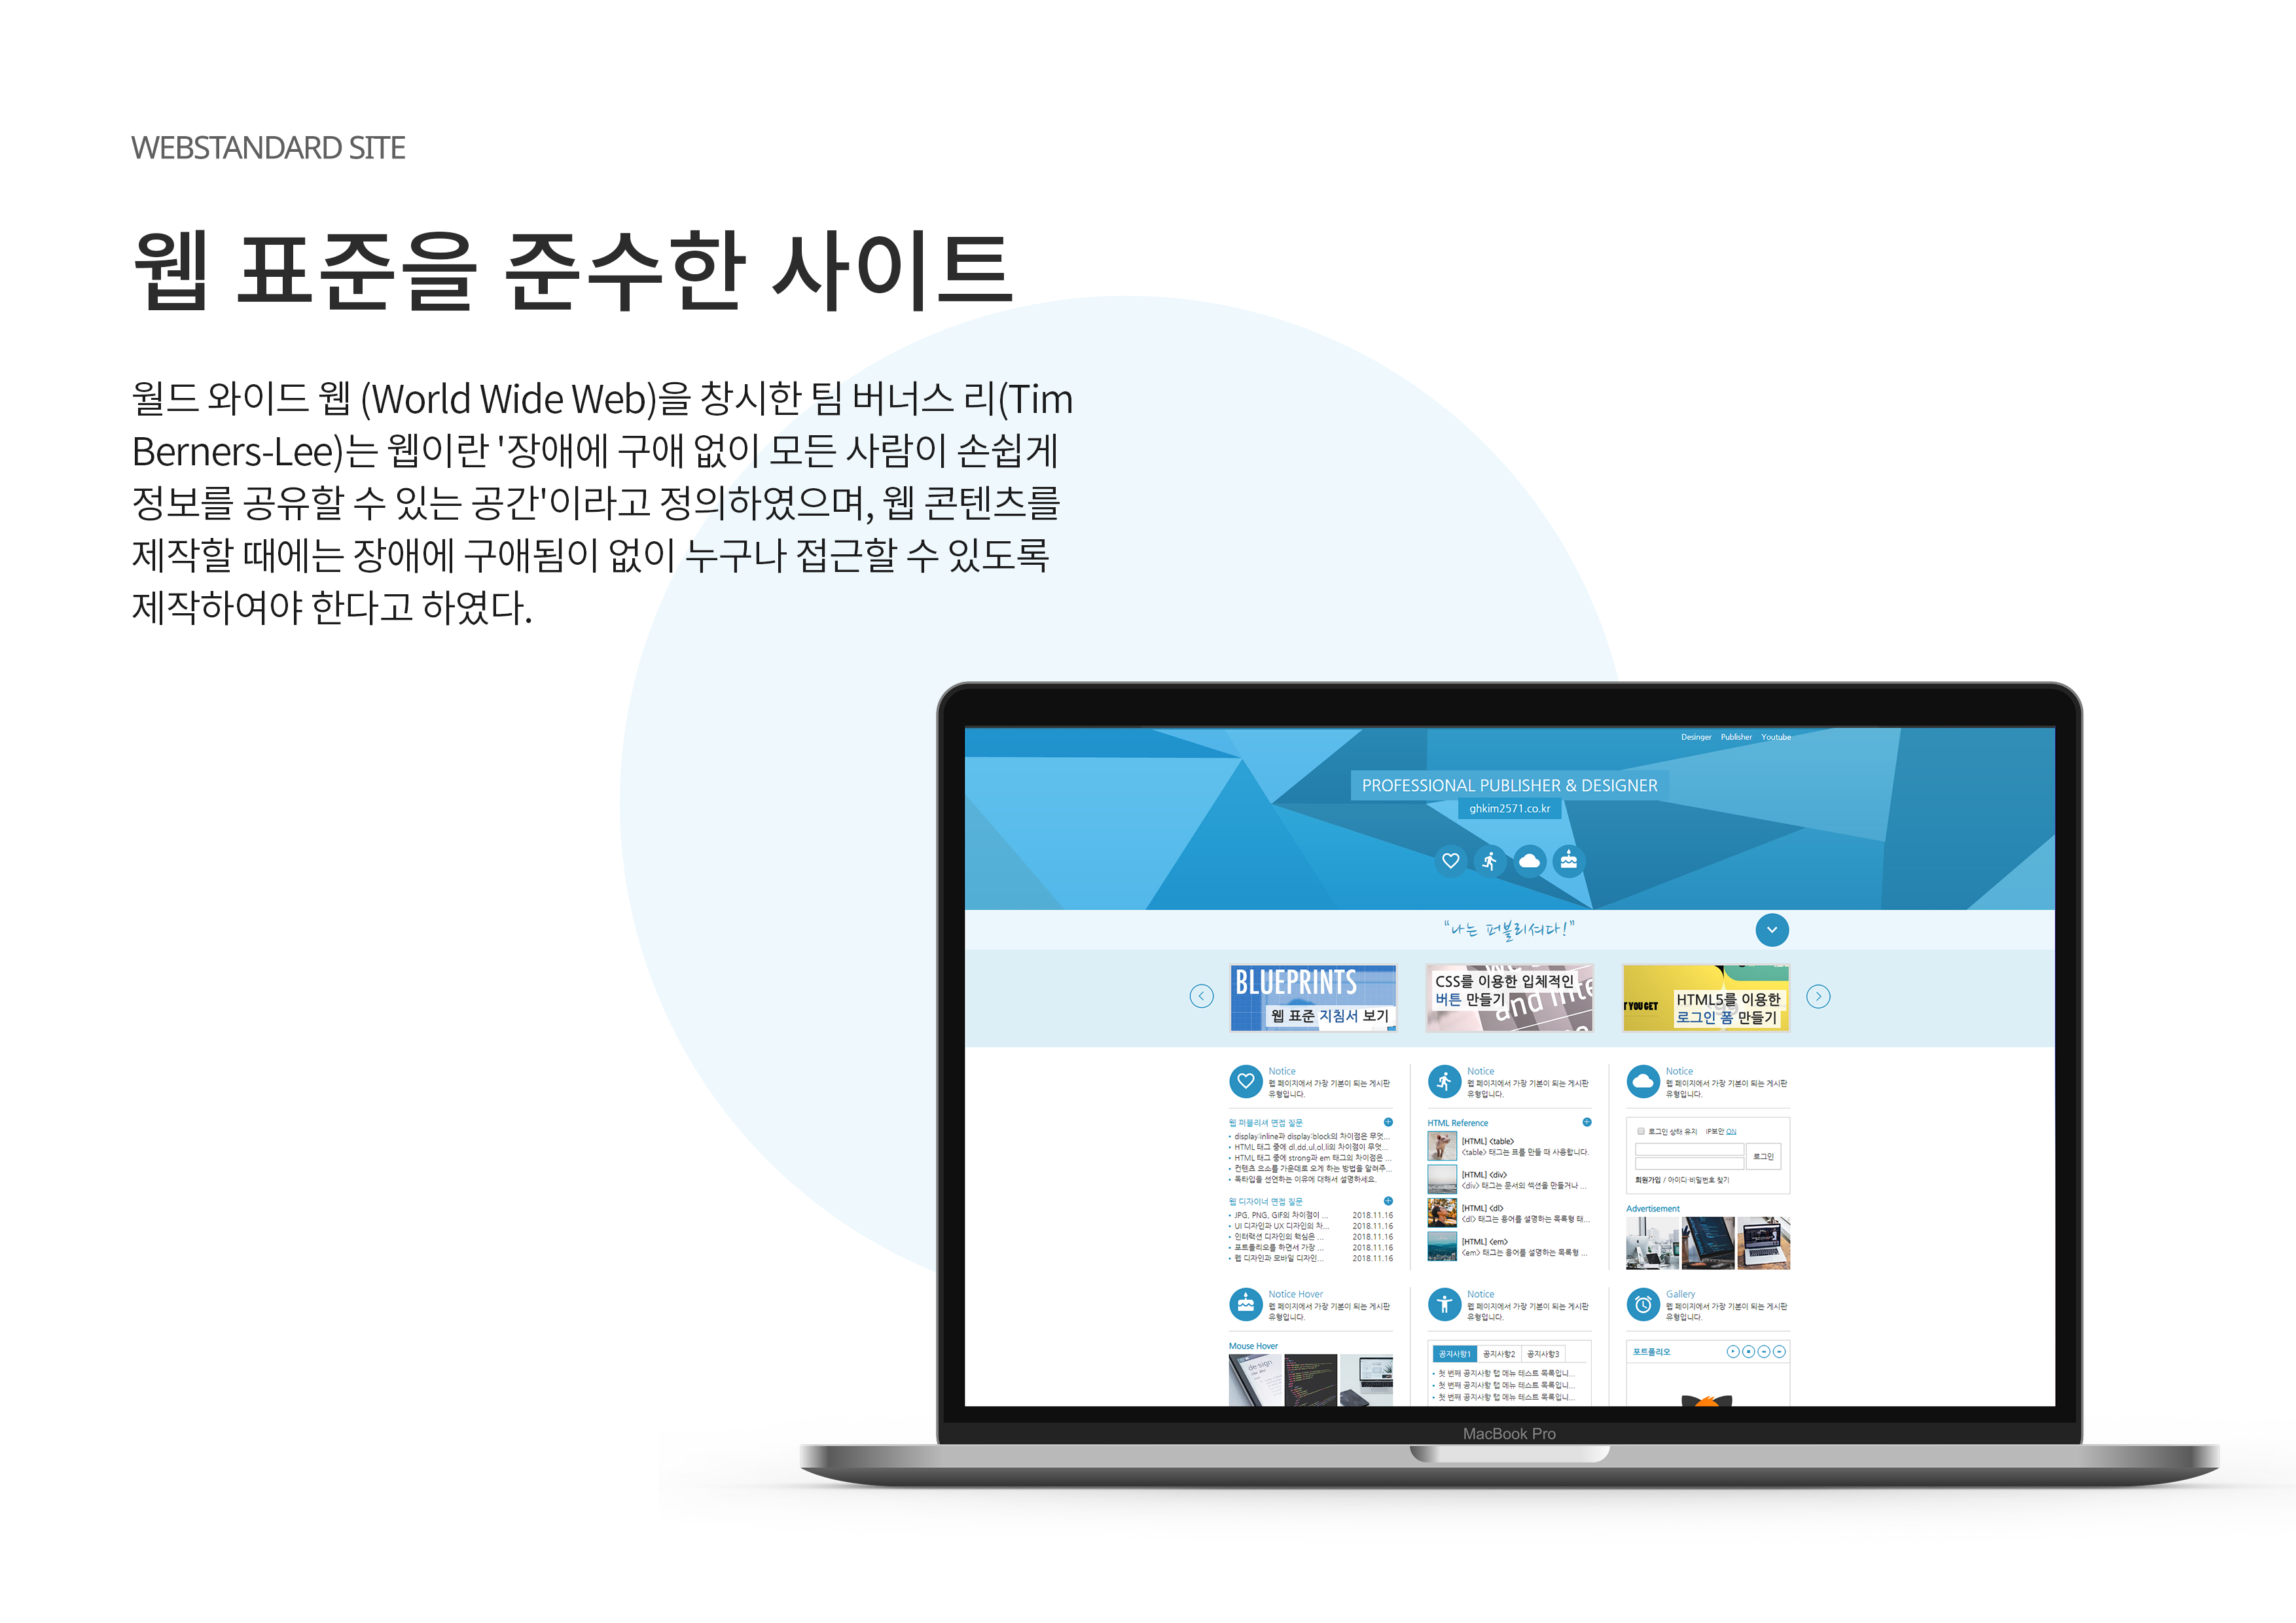 WEBSTANDARD SITE
웹 표준을 준수한 사이트
월드 와이드 웹 (World Wide Web)을 창시한 팀 버너스 리(Tim
Berners-Lee)는 웹이란 '장애에 구애 없이 모든 사람이 손쉽게
정보를 공유할 수 있는 공간'이라고 정의하였으며, 웹 콘텐츠를
제작할 때에는 장애에 구애됨이 없이 누구나 접근할 수 있도록
제작하여야 한다고 하였다.
Desinger Publisher Youtube
PROFESSIONAL PUBLISHER & DESIGNER
ghkim2571.co.kr
“나는 퍼블리셔다!”
BLUEPRINTS
웹 표준 지침서 보기
CSS를 이용한 입체적인
버튼 만들기
and inte
T YOU GET
HTML5를 이용한
로그인 폼 만들기
Notice
웹 페이지에서 가장 기본이 되는 게시판
유형입니다.
웹 퍼블리셔 면접 질문
display:inline과 display:block의 차이점은 무엇...
HTML 태그 중에 dl,dd,ul,ol,li의 차이점이 무엇...
HTML 태그 중에 strong과 em 태그의 차이점은 ...
컨텐츠 요소를 가운데로 오게 하는 방법을 알려주...
독타입을 선언하는 이유에 대해서 설명하세요.
웹 디자이너 면접 질문
JPG, PNG, GIF의 차이점이 ... 2018.11.16
UI 디자인과 UX 디자인의 차... 2018.11.16
인터랙션 디자인의 핵심은 ... 2018.11.16
포트폴리오를 하면서 가장 ... 2018.11.16
웹 디자인과 모바일 디자인... 2018.11.16
Notice
웹 페이지에서 가장 기본이 되는 게시판
유형입니다.
HTML Reference
[HTML] <table>
<table> 태그는 표를 만들 때 사용합니다.
[HTML] <div>
<div> 태그는 문서의 섹션을 만들거나 ...
[HTML] <dl>
<dl> 태그는 용어를 설명하는 목록형 태...
[HTML] <em>
<em> 태그는 용어를 설명하는 목록형 ...
Notice
웹 페이지에서 가장 기본이 되는 게시판
유형입니다.
로그인 상태 유지 IP보안 ON
로그인
회원가입 / 아이디·비밀번호 찾기
Advertisement
Notice Hover
웹 페이지에서 가장 기본이 되는 게시판
유형입니다.
Mouse Hover
de·sign
Notice
웹 페이지에서 가장 기본이 되는 게시판
유형입니다.
공지사항1 공지사항2 공지사항3
첫 번째 공지사항 탭 메뉴 테스트 목록입니...
첫 번째 공지사항 탭 메뉴 테스트 목록입니...
첫 번째 공지사항 탭 메뉴 테스트 목록입니...
Gallery
웹 페이지에서 가장 기본이 되는 게시판
유형입니다.
포트폴리오
MacBook Pro